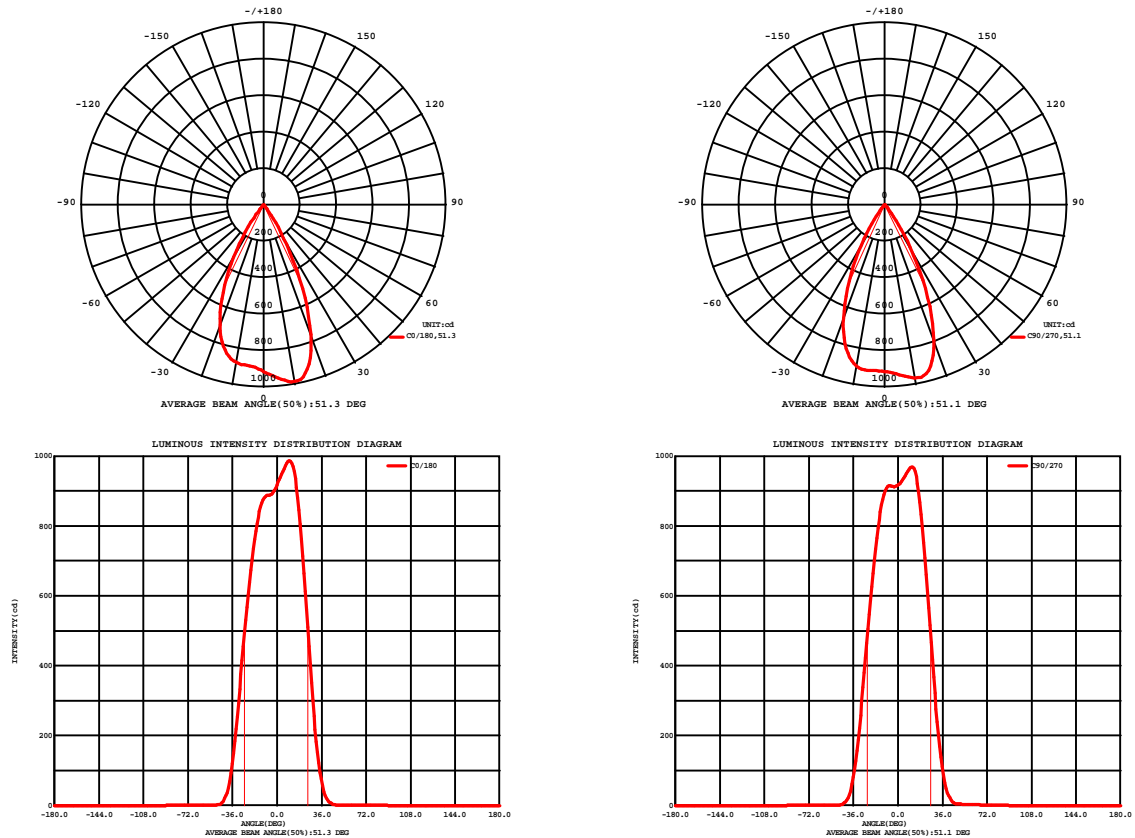 -/+180 -/+180
-150 150 -150 150
-120 120 -120 120
0 0
-90 90 -90 90
200 200
400 400
-60 60 -60 60
600 600
UNIT:cd UNIT:cd
C0/180,51.3 C90/270,51.1
800 800
-30 30 -30 30
1000 1000
0 0
AVERAGE BEAM ANGLE(50%):51.3 DEG AVERAGE BEAM ANGLE(50%):51.1 DEG
LUMINOUS INTENSITY DISTRIBUTION DIAGRAM
1000
C0/180
800
600
INTENSITY(cd)
400
200
0
-180.0 -144.0 -108.0 -72.0 -36.0 0.0 36.0 72.0 108.0 144.0 180.0
ANGLE(DEG)
AVERAGE BEAM ANGLE(50%):51.3 DEG
LUMINOUS INTENSITY DISTRIBUTION DIAGRAM
1000
C90/270
800
600
INTENSITY(cd)
400
200
0
-180.0 -144.0 -108.0 -72.0 -36.0 0.0 36.0 72.0 108.0 144.0 180.0
ANGLE(DEG)
AVERAGE BEAM ANGLE(50%):51.1 DEG